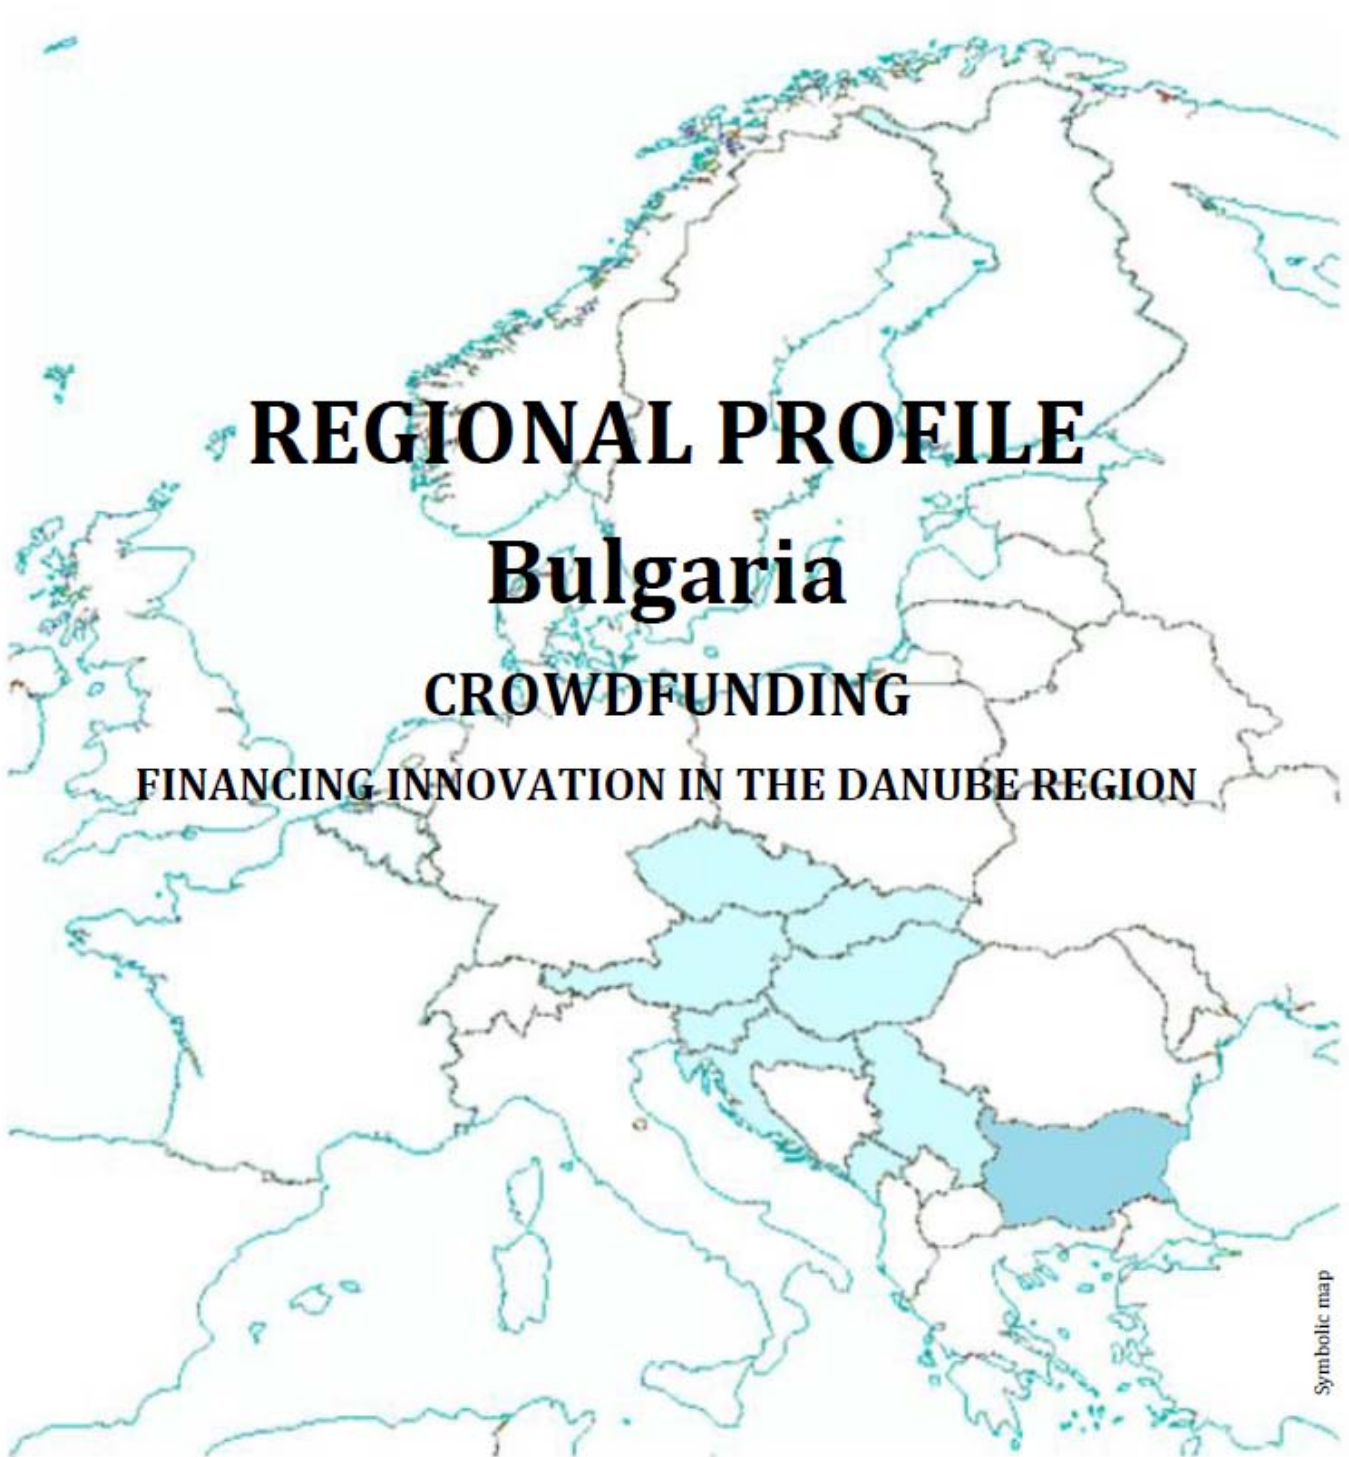 REGIONAL PROFILE
Bulgaria
CROWDFUNDING
FINANCING INNOVATION IN THE DANUBE REGION
Symbolic map